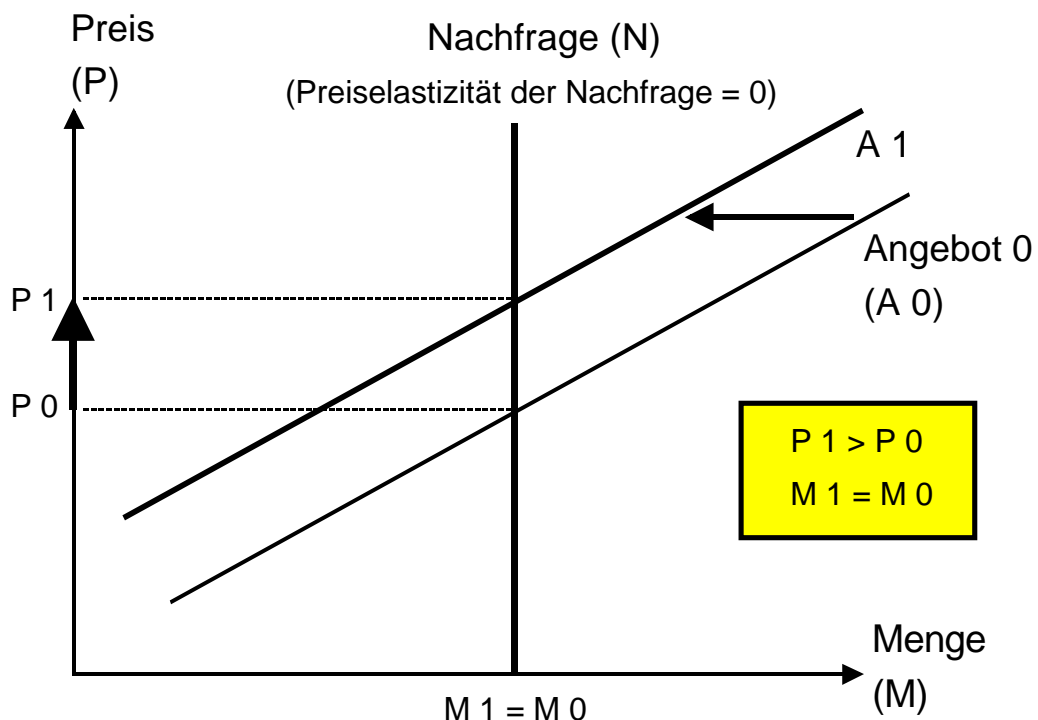 Preis
(P)
Nachfrage (N)
(Preiselastizität der Nachfrage = 0)
A 1
Angebot 0
(A 0)
P 1
P 0
P 1 > P 0
M 1 = M 0
Menge
(M)
M 1 = M 0